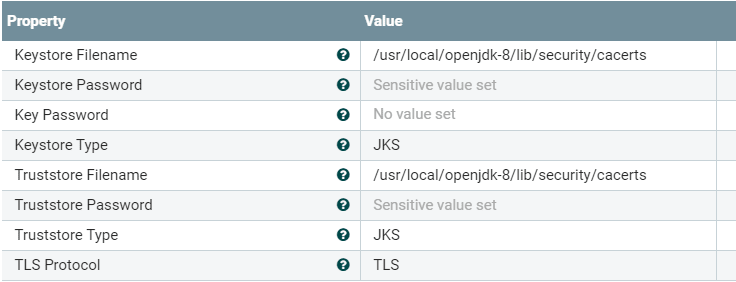 Property Value
Keystore Filename ? /usr/local/openjdk-8/lib/security/cacerts
Keystore Password ? Sensitive value set
Key Password ? No value set
Keystore Type ? JKS
Truststore Filename ? /usr/local/openjdk-8/lib/security/cacerts
Truststore Password ? Sensitive value set
Truststore Type ? JKS
TLS Protocol ? TLS